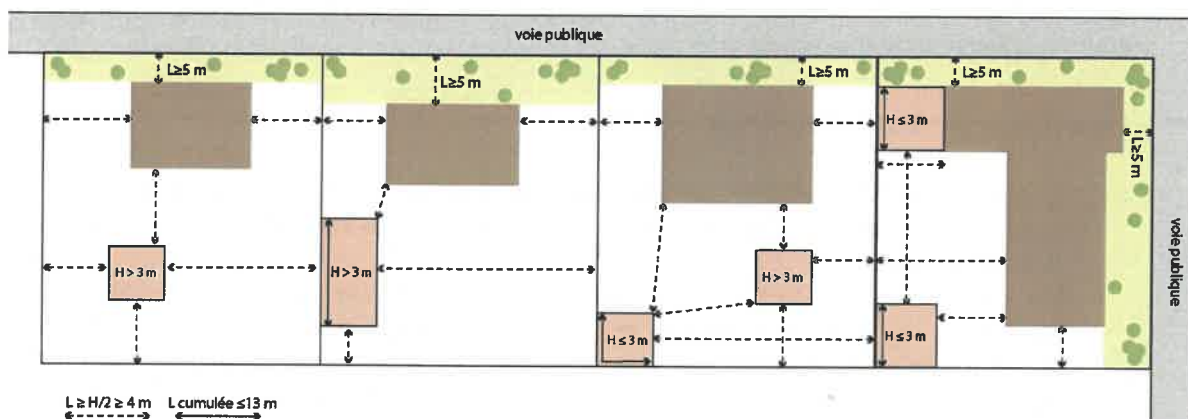 voie publique
L≥5 m
L≥5 m
L≥5 m
L≥5 m
H ≤ 3 m
L≥5 m
voie publique
H > 3 m
H > 3 m
H > 3 m
H ≤ 3 m
H ≤ 3 m
L ≥ H/2 ≥ 4 m
L cumulée ≤13 m